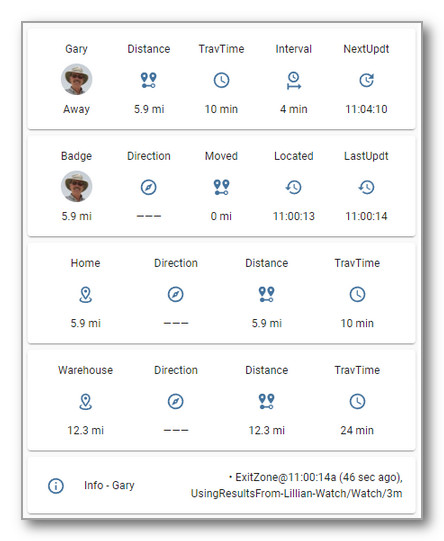 Gary Distance TravTime Interval NextUpdt
Away 5.9 mi 10 min 4 min 11:04:10
Badge Direction Moved Located LastUpdt
5.9 mi ––– 0 mi 11:00:13 11:00:14
Home Direction Distance TravTime
5.9 mi ––– 5.9 mi 10 min
Warehouse Direction Distance TravTime
12.3 mi ––– 12.3 mi 24 min
Info - Gary • ExitZone@11:00:14a (46 sec ago),
UsingResultsFrom-Lillian-Watch/Watch/3m